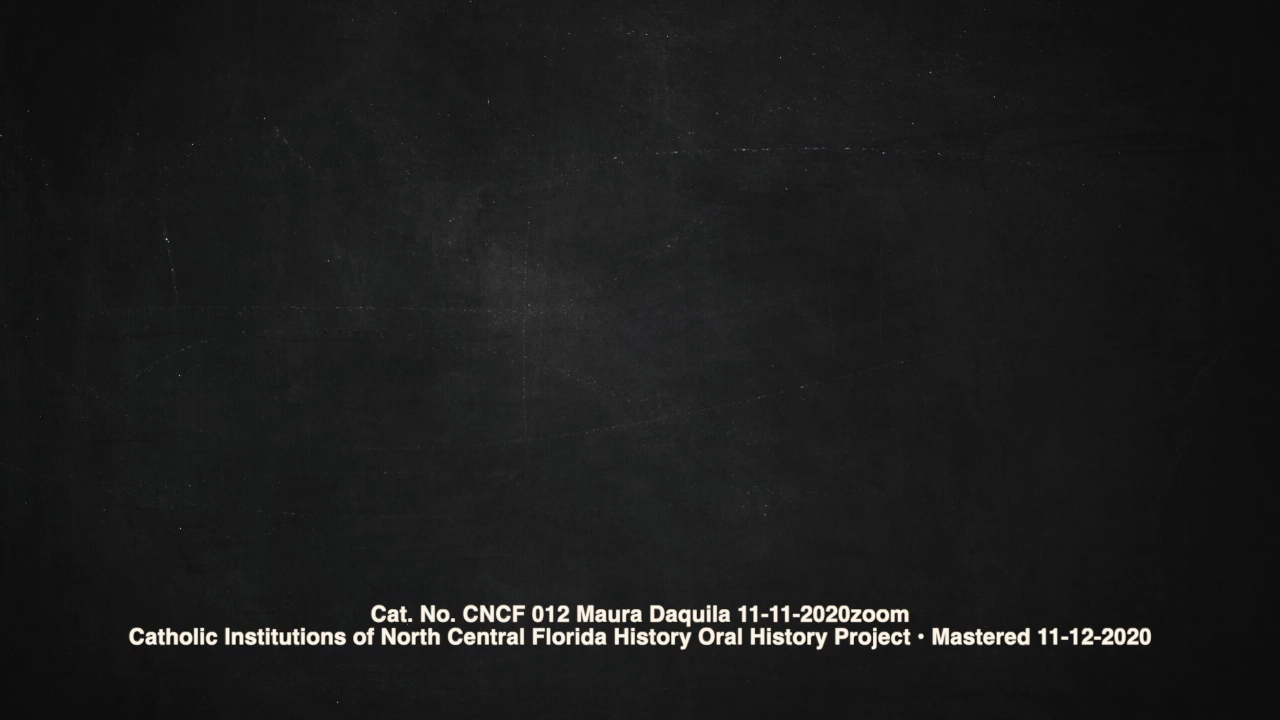 Cat. No. CNCF 012 Maura Daquila 11-11-2020zoom
Catholic Institutions of North Central Florida History Oral History Project • Mastered 11-12-2020